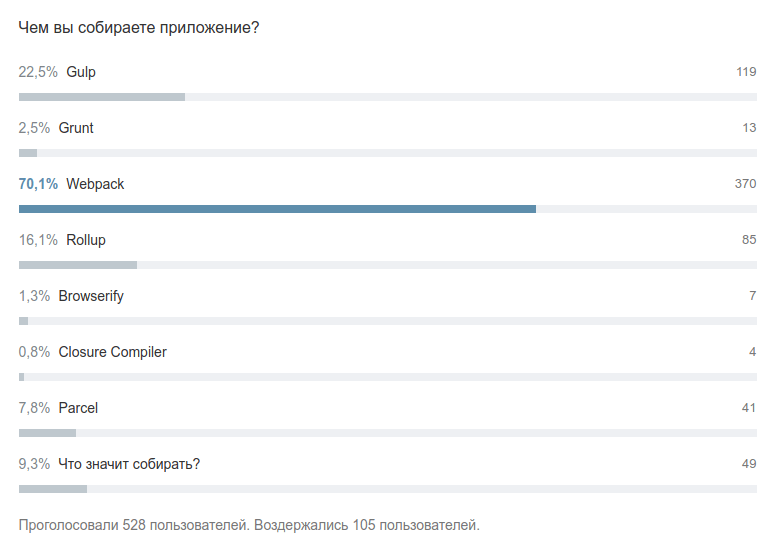 Чем вы собираете приложение?
22,5% Gulp 119
2,5% Grunt 13
70,1% Webpack 370
16,1% Rollup 85
1,3% Browserify 7
0,8% Closure Compiler 4
7,8% Parcel 41
9,3% Что значит собирать? 49
Проголосовали 528 пользователей. Воздержались 105 пользователей.